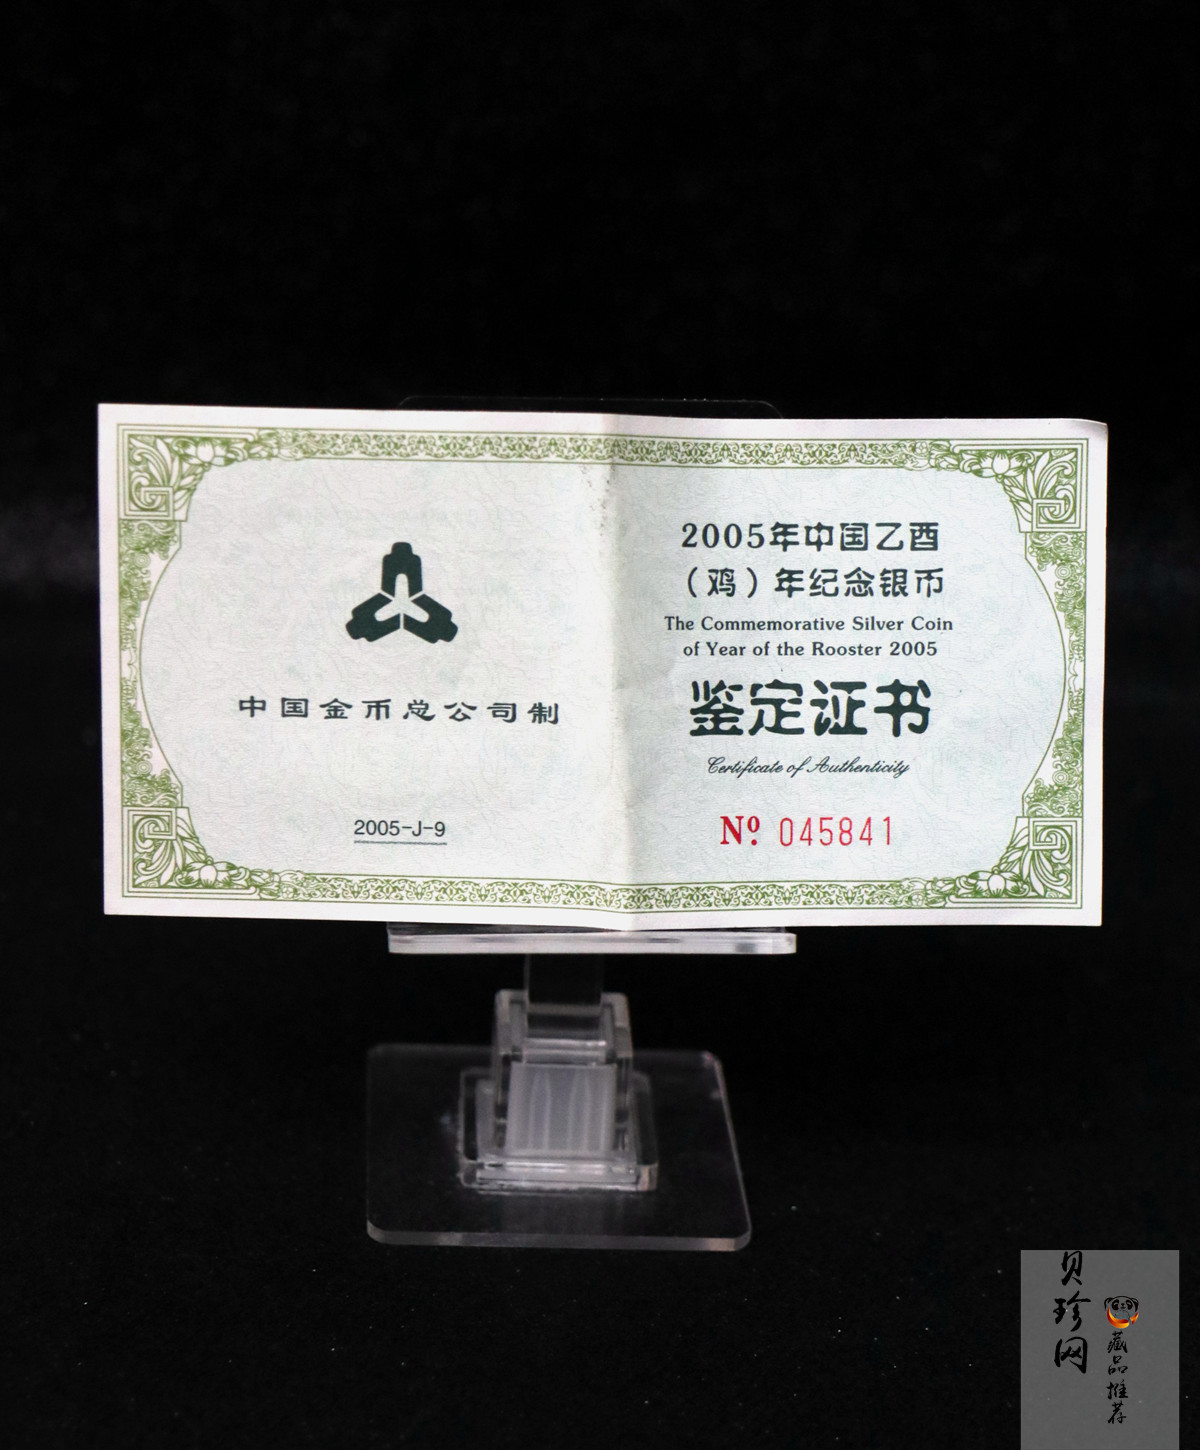 中国金币总公司制
2005-J-9
2005年中国乙酉
（鸡）年纪念银币
The Commemorative Silver Coin
of Year of the Rooster 2005
鉴定证书
Certificate of Authenticity
Nº 045841
贝珍网
藏品推荐